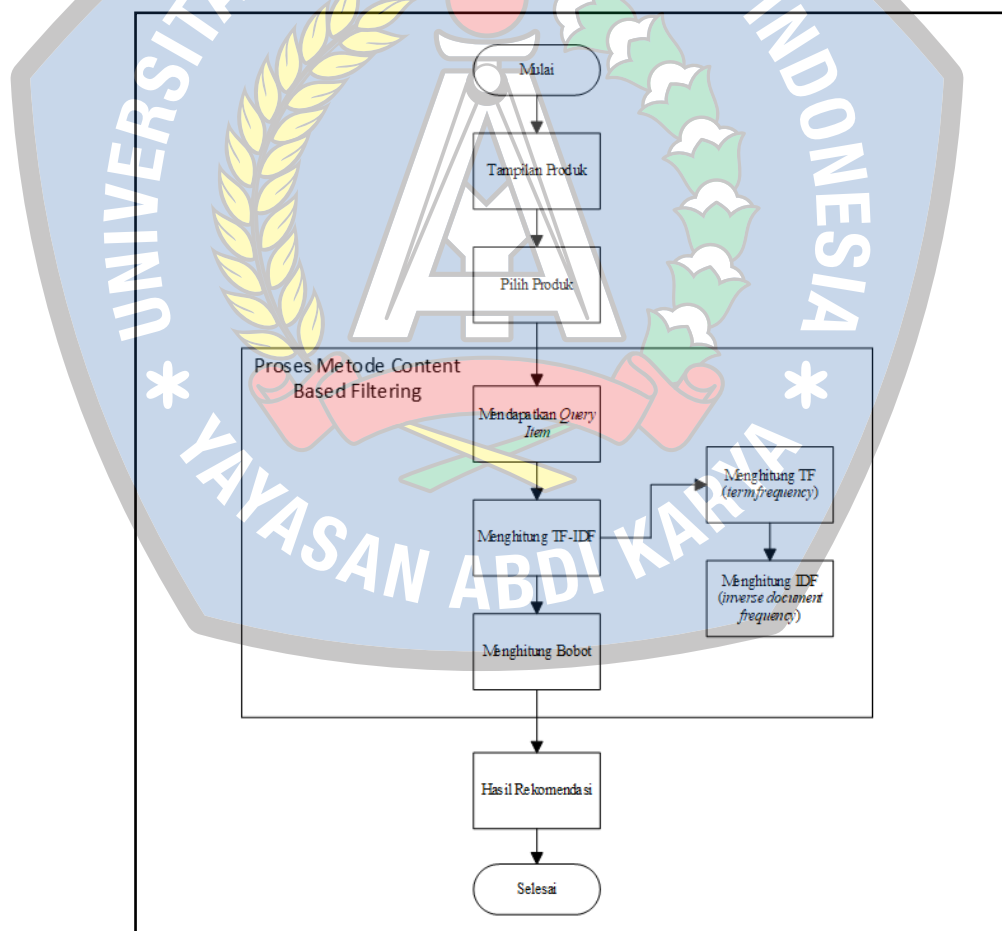 UNIVERSITA
INDONESIA
Mulai
Tampilan Produk
Pilih Produk
Proses Metode Content
Based Filtering
Mendapatkan Query
Item
Menghitung TF-IDF
Menghitung TF
(term frequency)
Menghitung IDF
(inverse document
frequency)
Menghitung Bobot
* YAYASAN ABDI KARYA *
Hasil Rekomendasi
Selesai